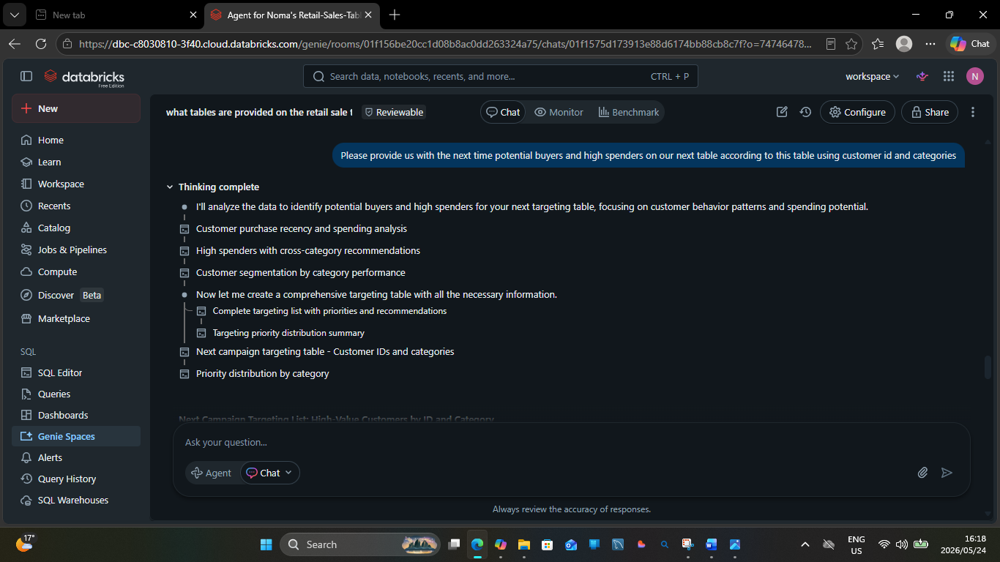 New tab
Agent for Noma's Retail-Sales-Tab
https://dbc-c8030810-3f40.cloud.databricks.com/genie/rooms/01f156be20cc1d08b8ac0dd263324a75/chats/01f1575d173913e88d6174bb88cb8c7f?o=74746478...
Chat
databricks
Free Edition
Search data, notebooks, recents, and more...
CTRL + P
workspace
N
New
Home
Learn
Workspace
Recents
Catalog
Jobs & Pipelines
Compute
Discover Beta
Marketplace
SQL
SQL Editor
Queries
Dashboards
Genie Spaces
Alerts
Query History
SQL Warehouses
what tables are provided on the retail sale t
Reviewable
Chat
Monitor
Benchmark
Configure
Share
Please provide us with the next time potential buyers and high spenders on our next table according to this table using customer id and categories
Thinking complete
I'll analyze the data to identify potential buyers and high spenders for your next targeting table, focusing on customer behavior patterns and spending potential.
Customer purchase recency and spending analysis
High spenders with cross-category recommendations
Customer segmentation by category performance
Now let me create a comprehensive targeting table with all the necessary information.
Complete targeting list with priorities and recommendations
Targeting priority distribution summary
Next campaign targeting table - Customer IDs and categories
Priority distribution by category
Next Campaign Targeting List: High-Value Customers by ID and Category
Ask your question...
Agent
Chat
Always review the accuracy of responses.
17°
Search
ENG
US
16:18
2026/05/24